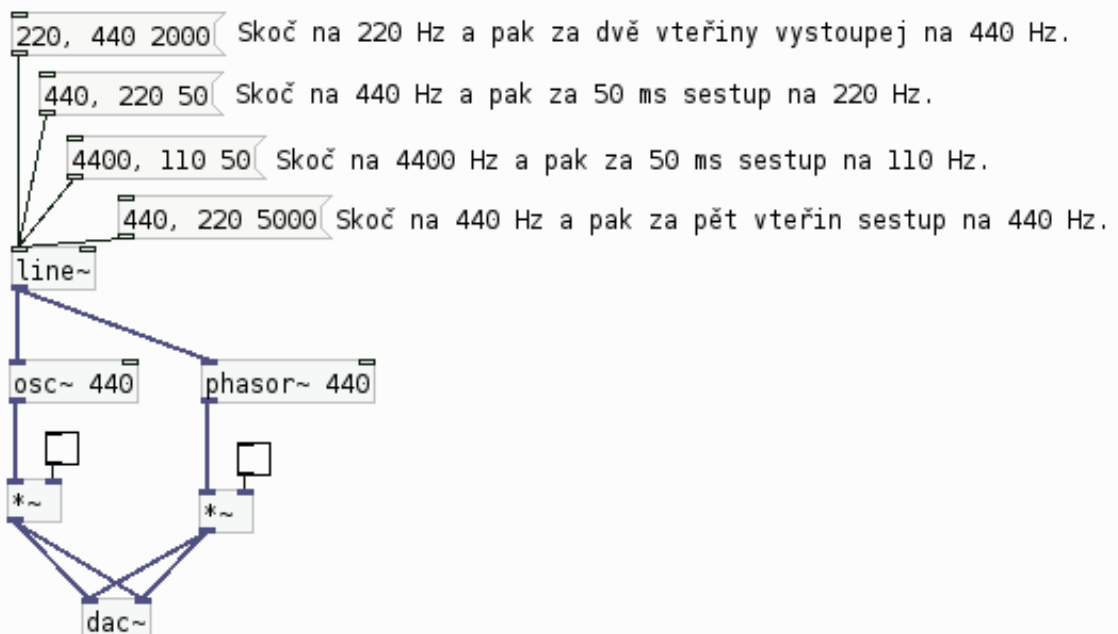 220, 440 2000 Skoč na 220 Hz a pak za dvě vteřiny vystoupej na 440 Hz.
440, 220 50 Skoč na 440 Hz a pak za 50 ms sestup na 220 Hz.
4400, 110 50 Skoč na 4400 Hz a pak za 50 ms sestup na 110 Hz.
440, 220 5000 Skoč na 440 Hz a pak za pět vteřin sestup na 440 Hz.
line~
osc~ 440 phasor~ 440
*~ *~
dac~